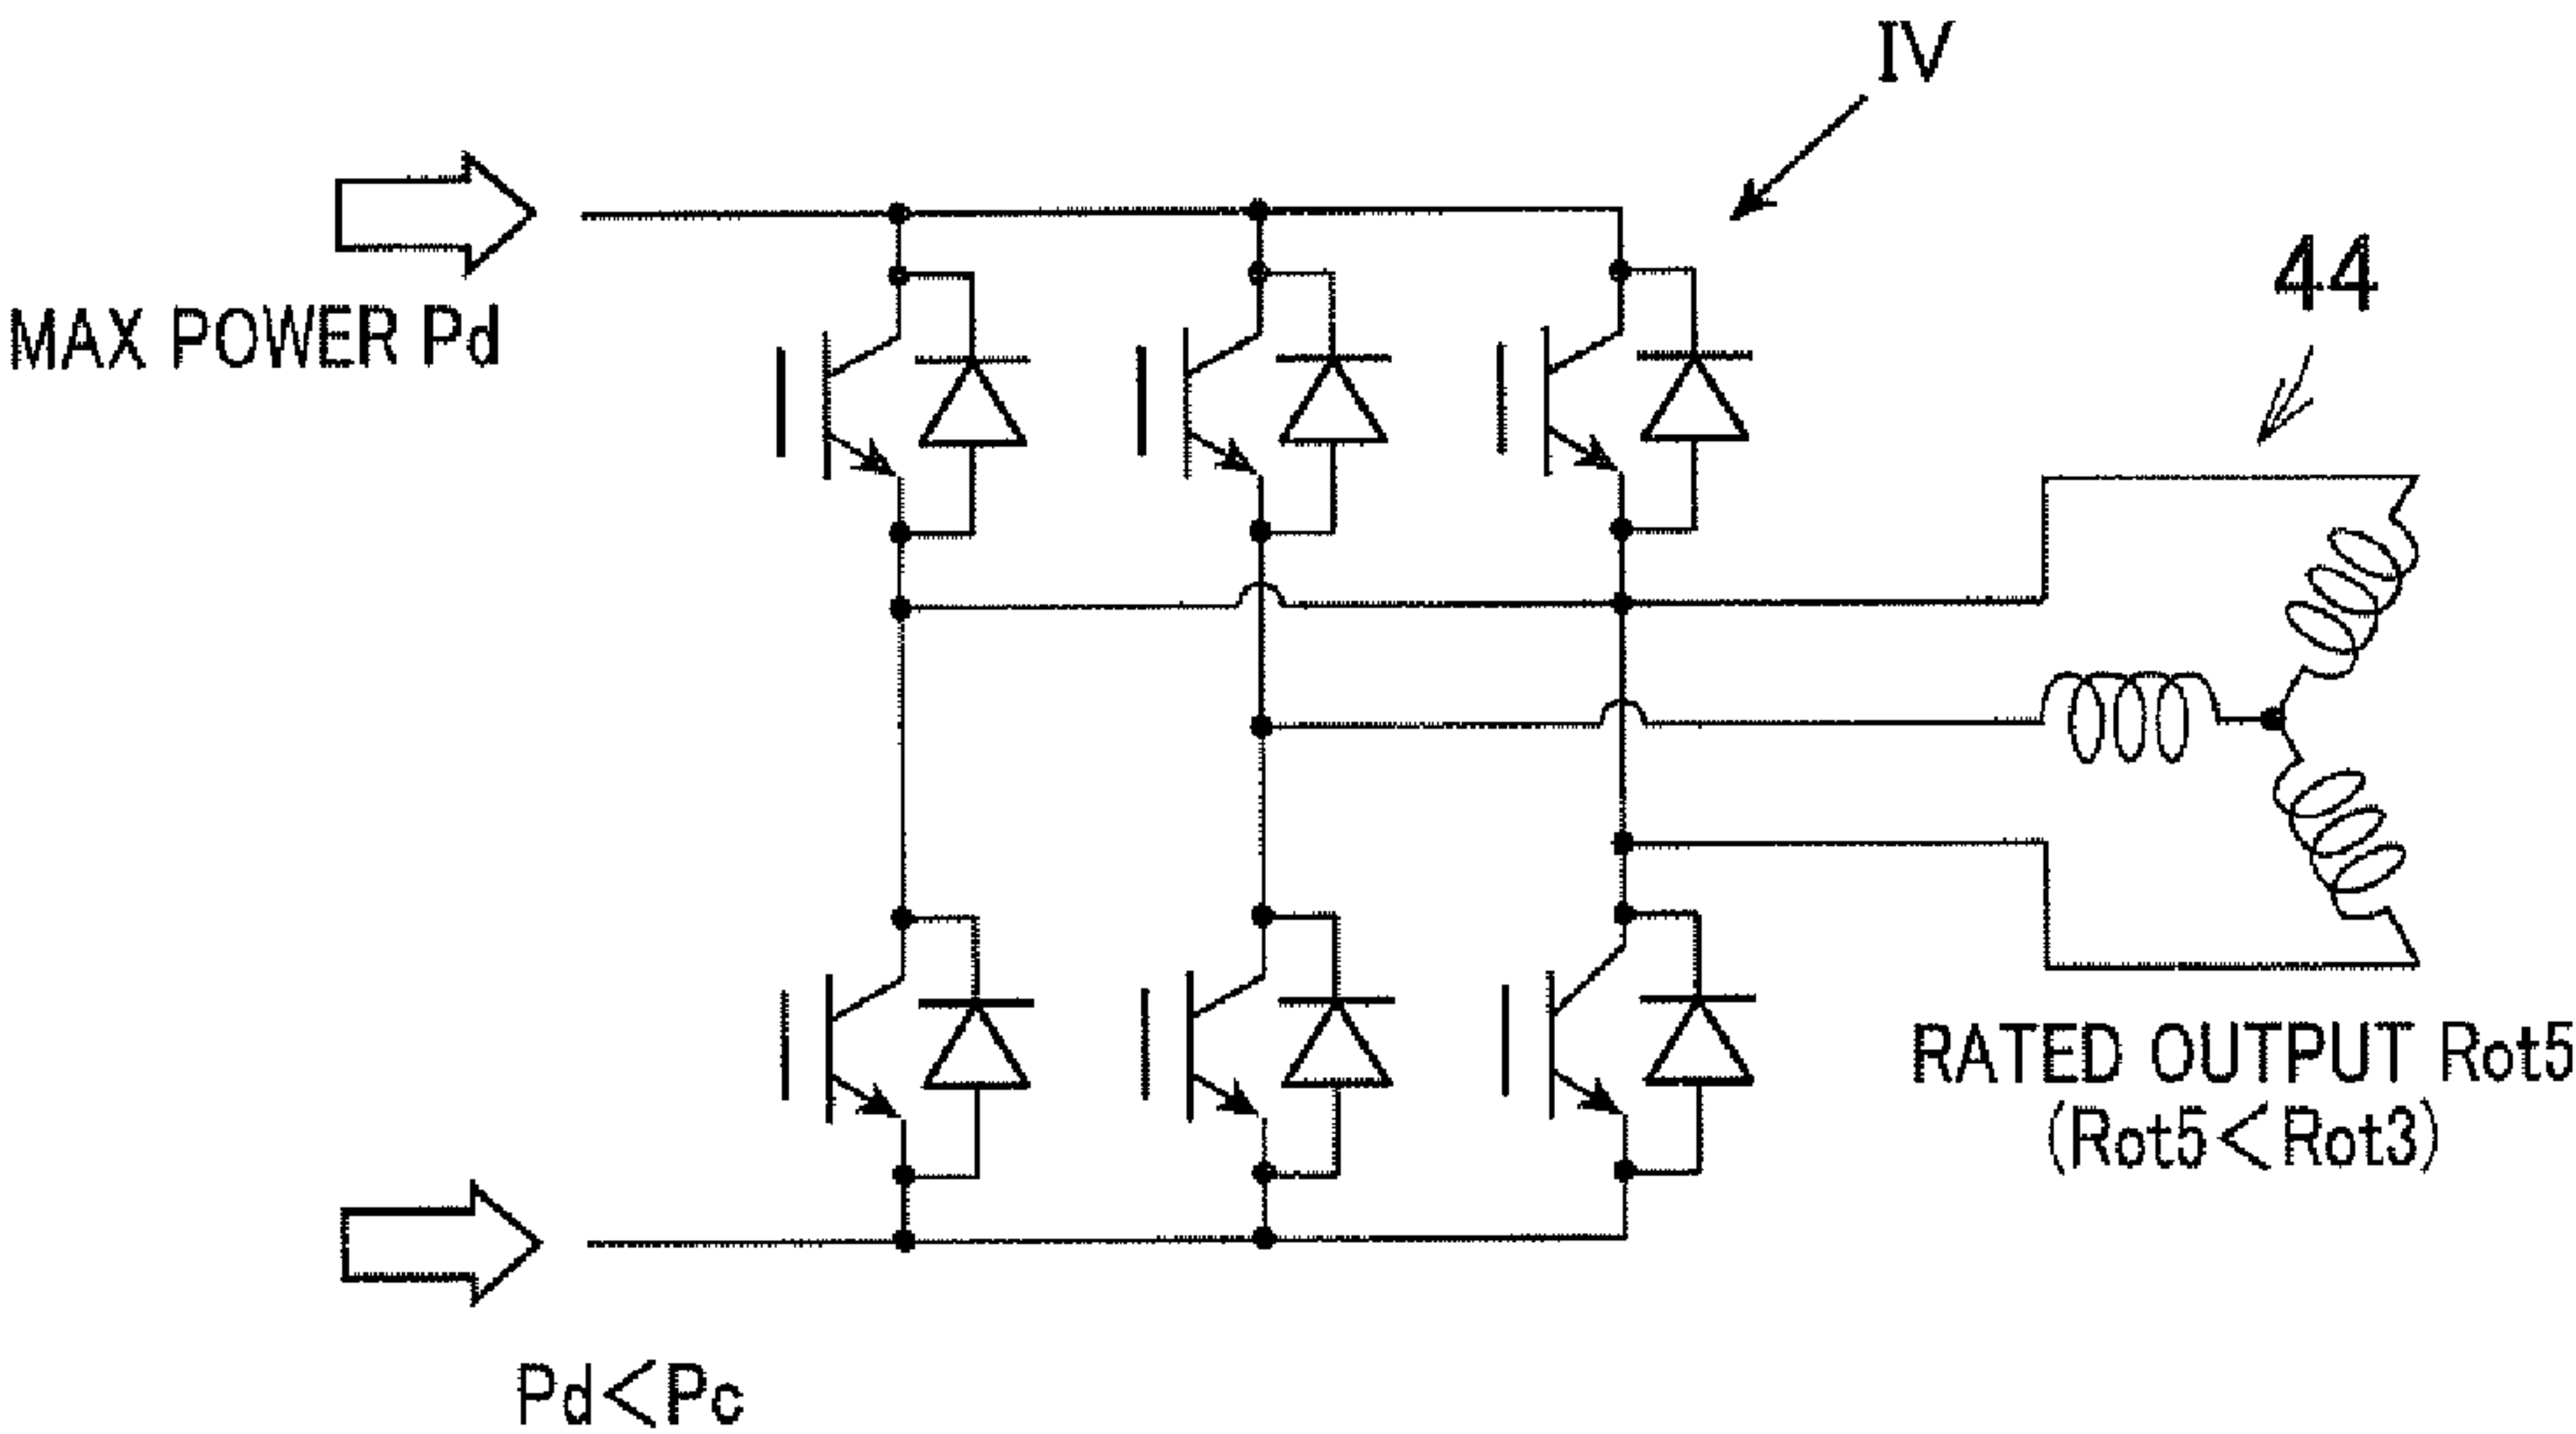 IV
44
MAX POWER Pd
RATED OUTPUT Rot5
(Rot5<Rot3)
Pd<Pc